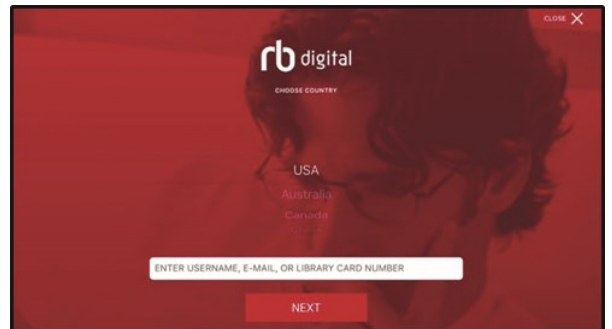 CLOSE X
rb digital
CHOOSE COUNTRY
USA
Australia
Canada
ENTER USERNAME, E-MAIL, OR LIBRARY CARD NUMBER
NEXT